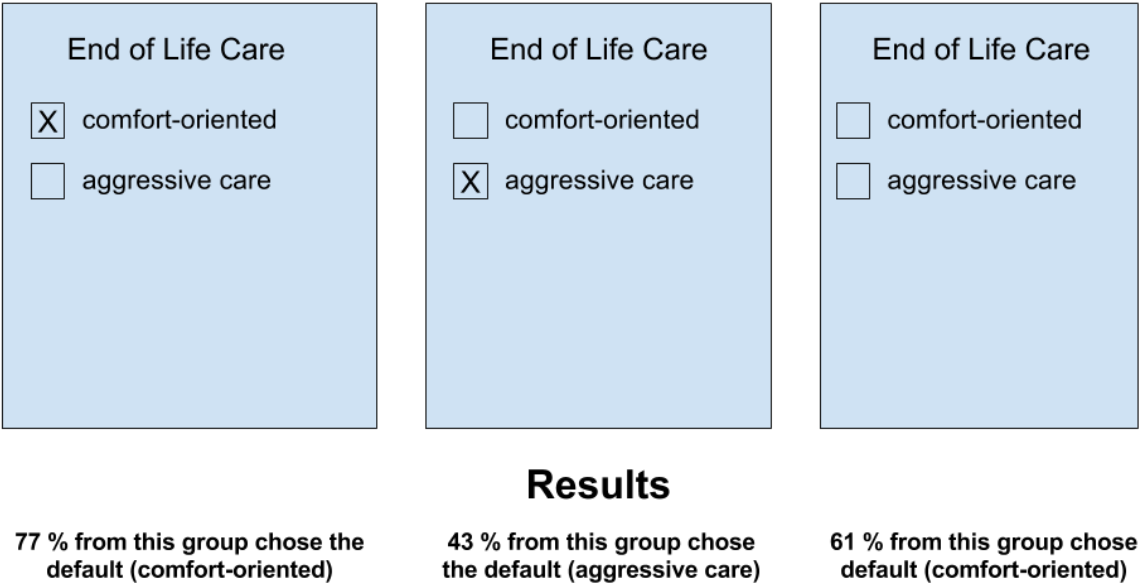 End of Life Care
X comfort-oriented
aggressive care
End of Life Care
comfort-oriented
X aggressive care
End of Life Care
comfort-oriented
aggressive care
Results
77 % from this group chose the
default (comfort-oriented)
43 % from this group chose
the default (aggressive care)
61 % from this group chose
default (comfort-oriented)